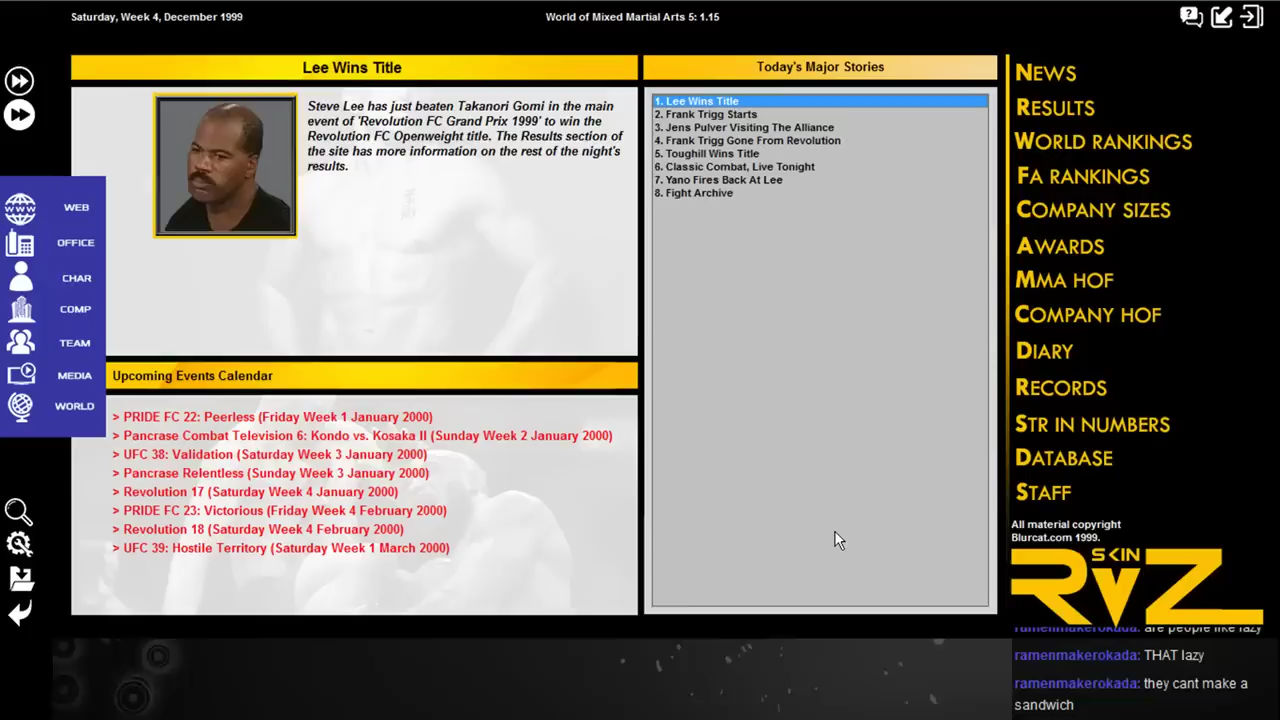 Saturday, Week 4, December 1999
World of Mixed Martial Arts 5: 1.15
Lee Wins Title
Steve Lee has just beaten Takanori Gomi in the main
event of 'Revolution FC Grand Prix 1999' to win the
Revolution FC Openweight title. The Results section of
the site has more information on the rest of the night's
results.
Today's Major Stories
1. Lee Wins Title
2. Frank Trigg Starts
3. Jens Pulver Visiting The Alliance
4. Frank Trigg Gone From Revolution
5. Toughill Wins Title
6. Classic Combat, Live Tonight
7. Yano Fires Back At Lee
8. Fight Archive
WWW
WEB
OFFICE
CHAR
COMP
TEAM
MEDIA
WORLD
Upcoming Events Calendar
> PRIDE FC 22: Peerless (Friday Week 1 January 2000)
> Pancrase Combat Television 6: Kondo vs. Kosaka II (Sunday Week 2 January 2000)
> UFC 38: Validation (Saturday Week 3 January 2000)
> Pancrase Relentless (Sunday Week 3 January 2000)
> Revolution 17 (Saturday Week 4 January 2000)
> PRIDE FC 23: Victorious (Friday Week 4 February 2000)
> Revolution 18 (Saturday Week 4 February 2000)
> UFC 39: Hostile Territory (Saturday Week 1 March 2000)
NEWS
RESULTS
WORLD RANKINGS
FA RANKINGS
COMPANY SIZES
AWARDS
MMA HOF
COMPANY HOF
DIARY
RECORDS
STR IN NUMBERS
DATABASE
STAFF
All material copyright
Blurcat.com 1999.
SKIN
RVZ
ramenmakerokada: are people like lazy
ramenmakerokada: THAT lazy
ramenmakerokada: they cant make a
sandwich